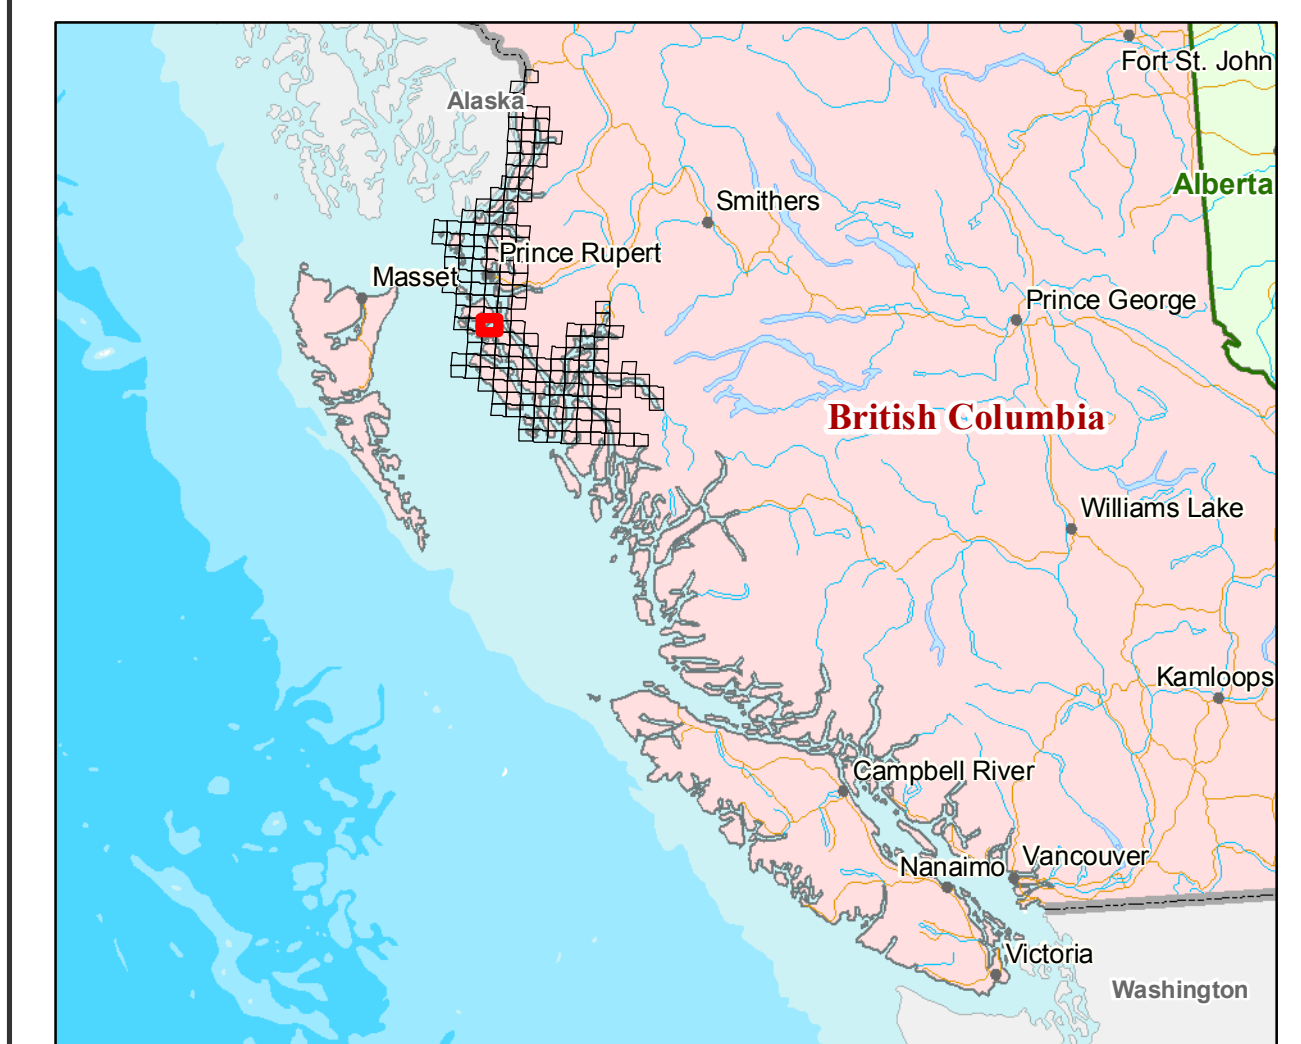 Fort St. John
Alaska
Alberta
Smithers
Prince Rupert
Masset
Prince George
British Columbia
Williams Lake
Kamloops
Campbell River
Vancouver
Nanaimo
Victoria
Washington